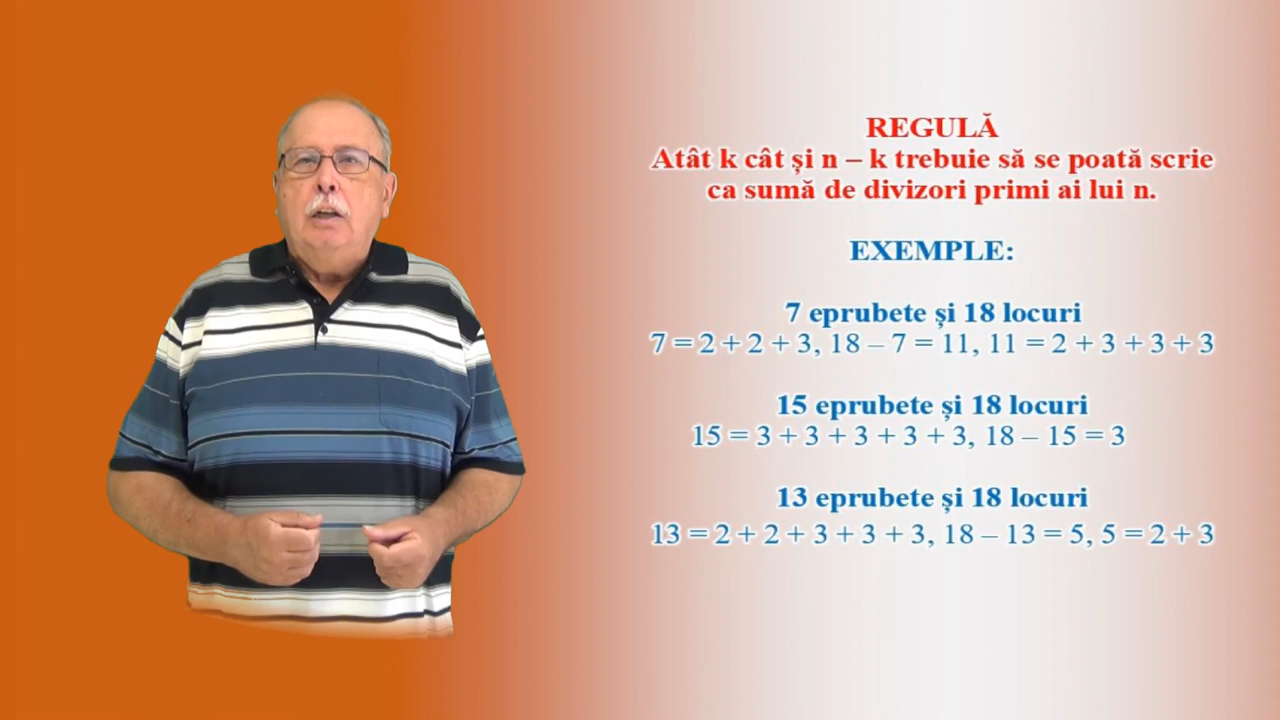 REGULĂ
Atât k cât și n – k trebuie să se poată scrie
ca sumă de divizori primi ai lui n.
EXEMPLE:
7 eprubete și 18 locuri
7 = 2 + 2 + 3, 18 – 7 = 11, 11 = 2 + 3 + 3 + 3
15 eprubete și 18 locuri
15 = 3 + 3 + 3 + 3 + 3, 18 – 15 = 3
13 eprubete și 18 locuri
13 = 2 + 2 + 3 + 3 + 3, 18 – 13 = 5, 5 = 2 + 3